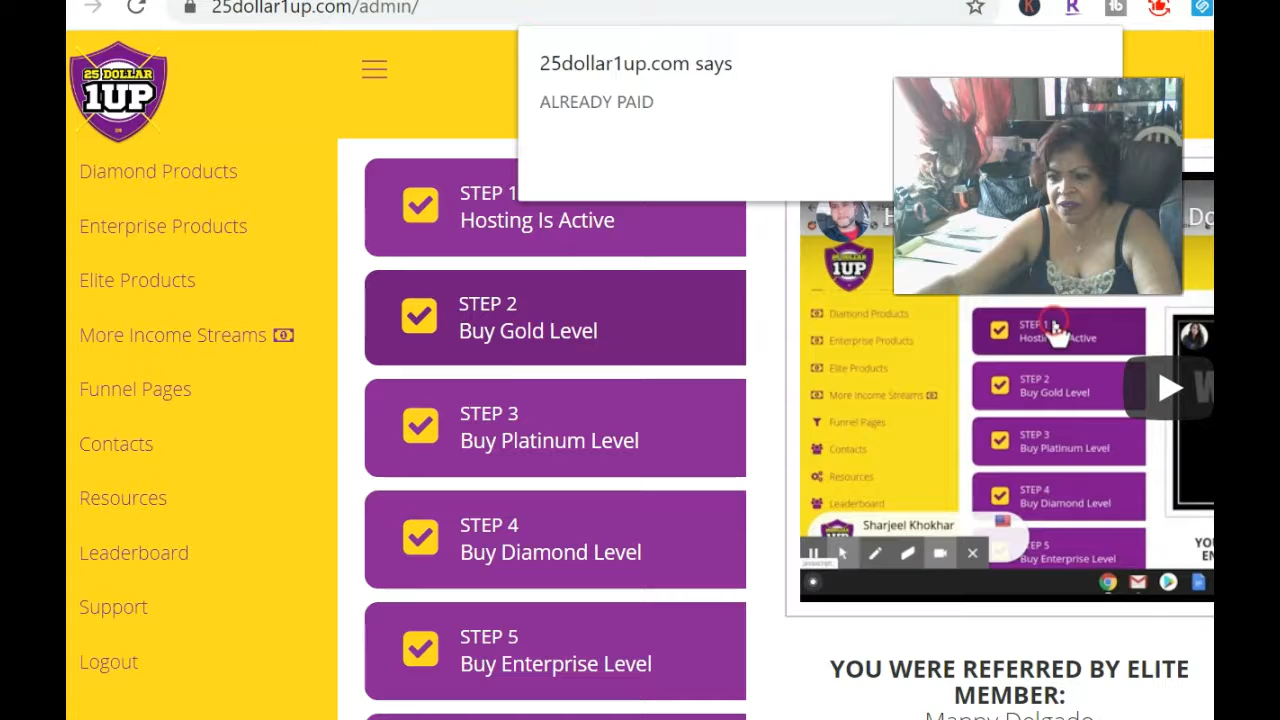 25dollar1up.com/admin/
25 DOLLAR
1UP
25dollar1up.com says
ALREADY PAID
Diamond Products
Enterprise Products
Elite Products
More Income Streams
Funnel Pages
Contacts
Resources
Leaderboard
Support
Logout
STEP 1
Hosting Is Active
STEP 2
Buy Gold Level
STEP 3
Buy Platinum Level
STEP 4
Buy Diamond Level
STEP 5
Buy Enterprise Level
H
Do
1UP
Diamond Products
Enterprise Products
Elite Products
More Income Streams
Funnel Pages
Contacts
Resources
Leaderboard
STEP 1
STEP 2
Buy Gold Level
STEP 3
Buy Platinum Level
STEP 4
Buy Diamond Level
Buy Enterprise Level
W
Sharjeel Khokhar
YO
EN
YOU WERE REFERRED BY ELITE
MEMBER:
Manny Delgado